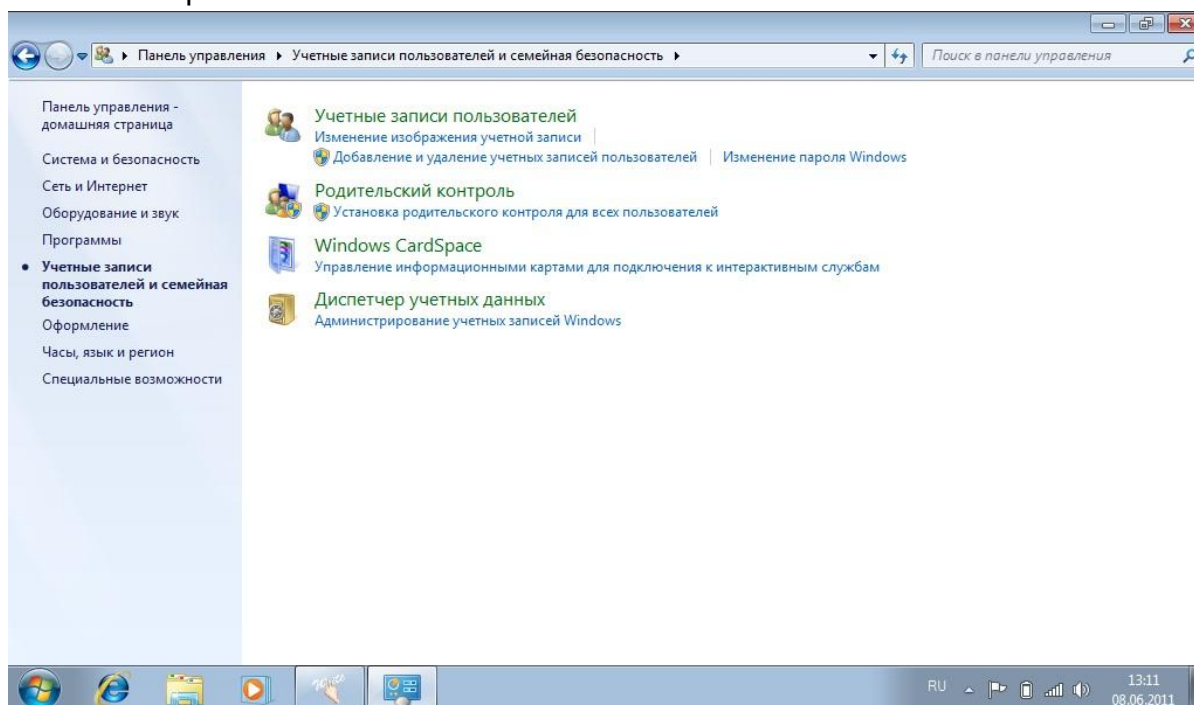 Панель управления ▸ Учетные записи пользователей и семейная безопасность ▸
Поиск в панели управления
Панель управления -
домашняя страница
Система и безопасность
Сеть и Интернет
Оборудование и звук
Программы
Учетные записи
пользователей и семейная
безопасность
Оформление
Часы, язык и регион
Специальные возможности
Учетные записи пользователей
Изменение изображения учетной записи
Добавление и удаление учетных записей пользователей | Изменение пароля Windows
Родительский контроль
Установка родительского контроля для всех пользователей
Windows CardSpace
Управление информационными картами для подключения к интерактивным службам
Диспетчер учетных данных
Администрирование учетных записей Windows
RU
13:11
08.06.2011